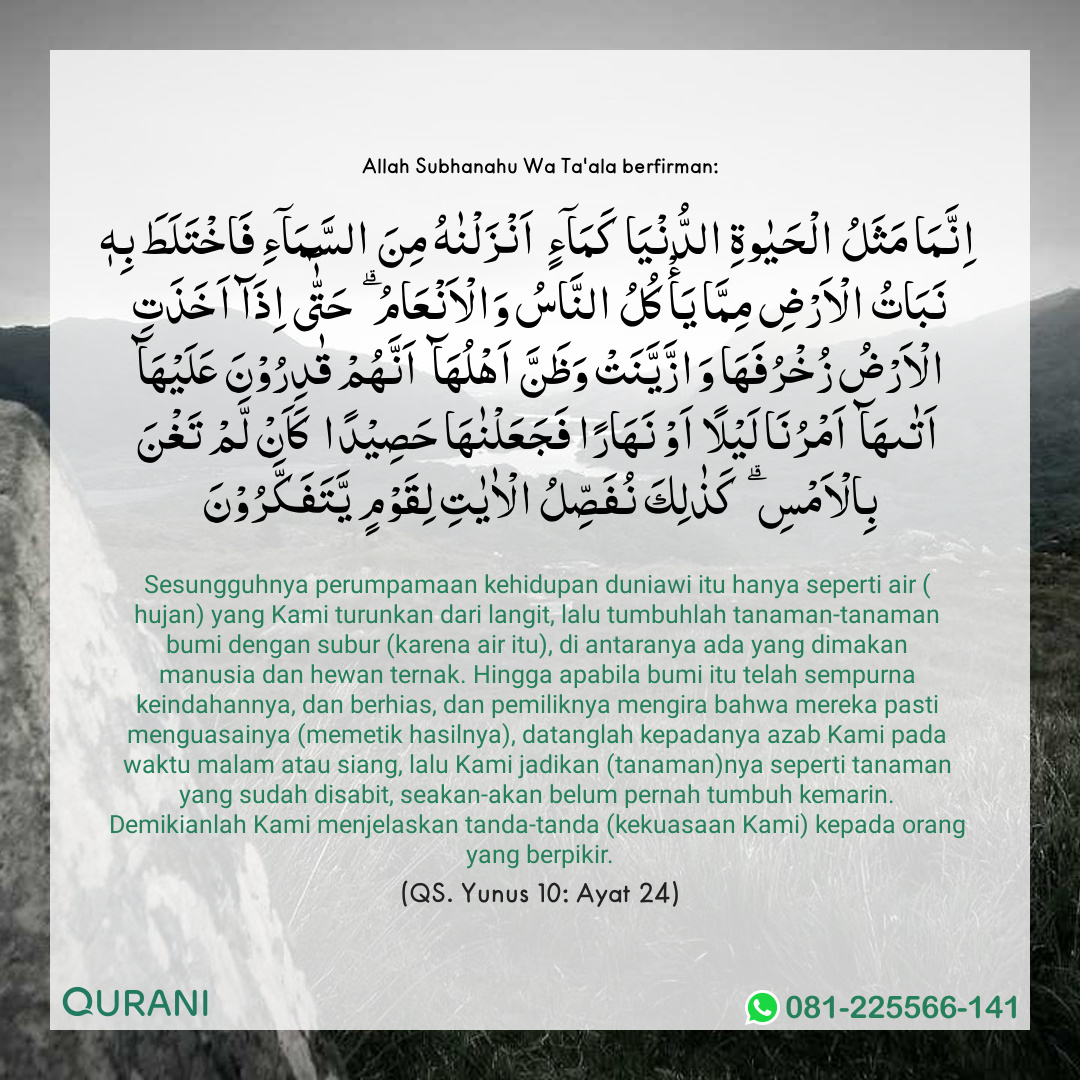 Allah Subhanahu Wa Ta'ala berfirman:
اِنَّمَا مَثَلُ الْحَيٰوةِ الدُّنْيَا كَمَآءٍ اَنْزَلْنٰهُ مِنَ السَّمَآءِ فَاخْتَلَطَ بِهٖ
نَبَاتُ الْاَرْضِ مِمَّا يَأْكُلُ النَّاسُ وَالْاَنْعَامُ ۗ حَتّٰۤى اِذَاۤ اَخَذَتِ
الْاَرْضُ زُخْرُفَهَا وَازَّيَّنَتْ وَظَنَّ اَهْلُهَاۤ اَنَّهُمْ قٰدِرُوْنَ عَلَيْهَاۤ
اَتٰٮهَاۤ اَمْرُنَا لَيْلًا اَوْ نَهَارًا فَجَعَلْنٰهَا حَصِيْدًا كَاَنْ لَّمْ تَغْنَ
بِالْاَمْسِ ۗ كَذٰلِكَ نُفَصِّلُ الْاٰيٰتِ لِقَوْمٍ يَّتَفَكَّرُوْنَ
Sesungguhnya perumpamaan kehidupan duniawi itu hanya seperti air (
hujan) yang Kami turunkan dari langit, lalu tumbuhlah tanaman-tanaman
bumi dengan subur (karena air itu), di antaranya ada yang dimakan
manusia dan hewan ternak. Hingga apabila bumi itu telah sempurna
keindahannya, dan berhias, dan pemiliknya mengira bahwa mereka pasti
menguasainya (memetik hasilnya), datanglah kepadanya azab Kami pada
waktu malam atau siang, lalu Kami jadikan (tanaman)nya seperti tanaman
yang sudah disabit, seakan-akan belum pernah tumbuh kemarin.
Demikianlah Kami menjelaskan tanda-tanda (kekuasaan Kami) kepada orang
yang berpikir.
(QS. Yunus 10: Ayat 24)
QURANI
081-225566-141